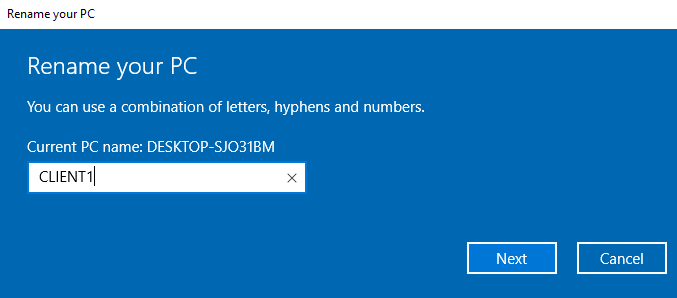 Rename your PC
Rename your PC
You can use a combination of letters, hyphens and numbers.
Current PC name: DESKTOP-SJO31BM
CLIENT1
Next
Cancel